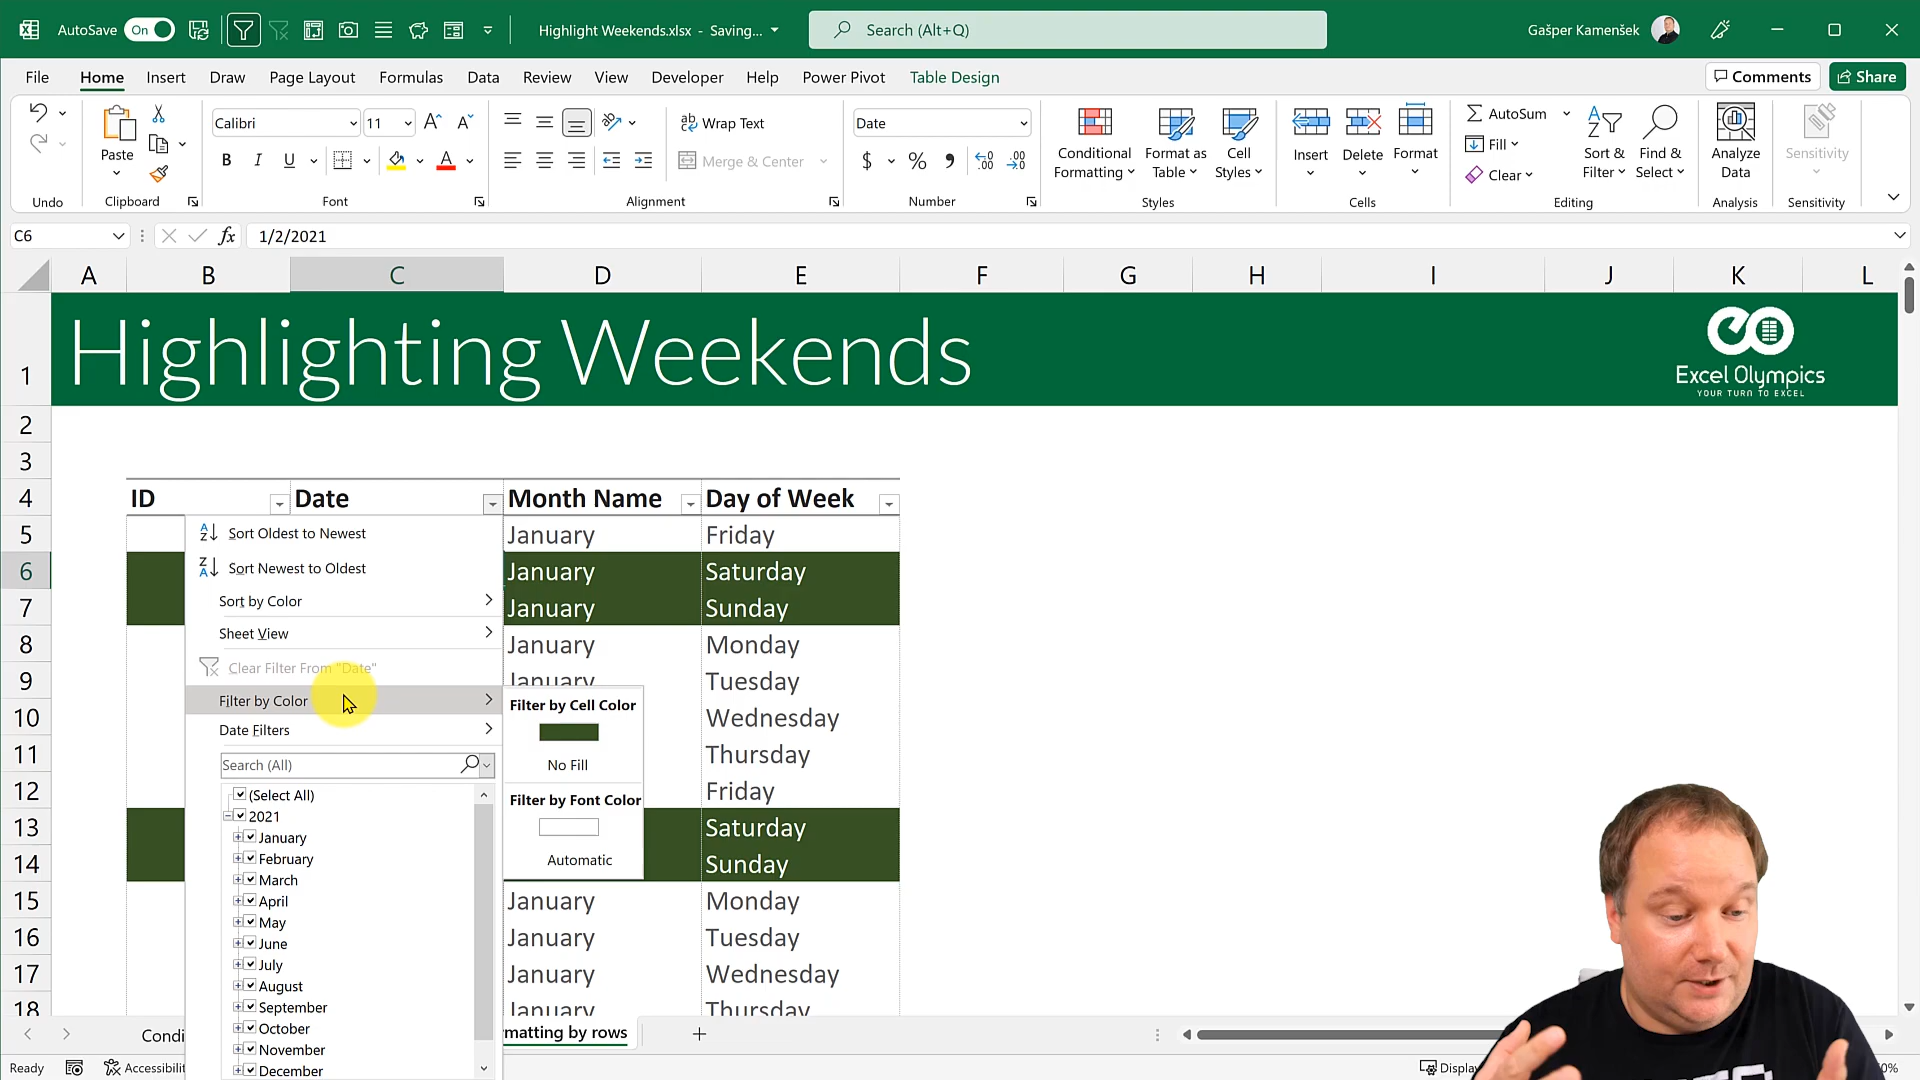 AutoSave On Highlight Weekends.xlsx - Saving... Search (Alt+Q) Gašper Kamenšek
File Home Insert Draw Page Layout Formulas Data Review View Developer Help Power Pivot Table Design Comments Share
Paste Calibri 11 Wrap Text Date AutoSum
B I U Merge & Center $ % Conditional Formatting Format as Table Cell Styles Insert Delete Format Fill Clear Sort & Filter Find & Select Analyze Data Sensitivity
Undo Clipboard Font Alignment Number Styles Cells Editing Analysis Sensitivity
C6 fx 1/2/2021
A B C D E F G H I J K L
1 Highlighting Weekends
Excel Olympics
YOUR TURN TO EXCEL
2
3
4 ID Date Month Name Day of Week
5 January Friday
6 January Saturday
7 January Sunday
8 January Monday
9 January Tuesday
10 Wednesday
11 Thursday
12 Friday
13 Saturday
14 Sunday
15 January Monday
16 January Tuesday
17 January Wednesday
18 January Thursday
Sort Oldest to Newest
Sort Newest to Oldest
Sort by Color
Sheet View
Clear Filter From "Date"
Filter by Color
Date Filters
Search (All)
(Select All)
2021
January
February
March
April
May
June
July
August
September
October
November
December
Filter by Cell Color
No Fill
Filter by Font Color
Automatic
Condi matting by rows
Ready Accessibilit Display 0%